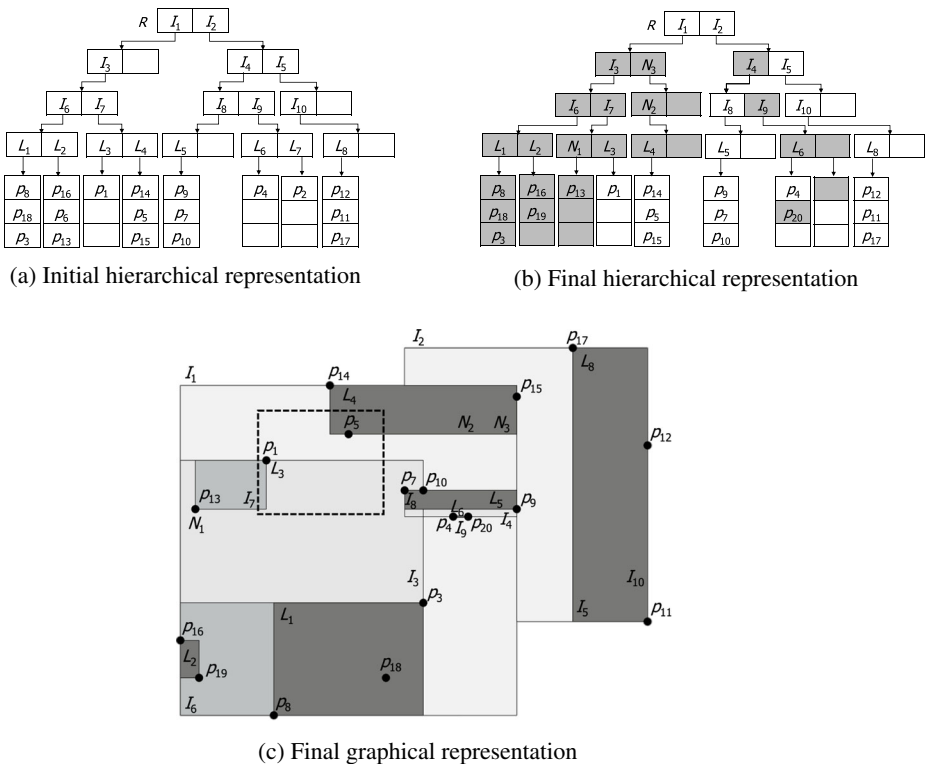 R I1 I2
I3 I4 I5
I6 I7 I8 I9 I10
L1 L2 L3 L4 L5 L6 L7 L8
p8 p16 p1 p14 p9 p4 p2 p12
p18 p6 p5 p7 p11
p3 p13 p15 p10 p17
(a) Initial hierarchical representation
R I1 I2
I3 N3 I4 I5
I6 I7 N2 I8 I9 I10
L1 L2 N1 L3 L4 L5 L6 L8
p8 p16 p13 p1 p14 p9 p4 p12
p18 p19 p5 p7 p20 p11
p3 p15 p10 p17
(b) Final hierarchical representation
I2 p17
L8
I1 p14
L4 p15
p5 N2 N3
p12
p1
L3
p7 p10
p13 I7 I8 L5 p9
N1 L6 I4
p4 I9 p20
I3 I10
p3
L1 I5 p11
p16
L2
p19 p18
I6 p8
(c) Final graphical representation